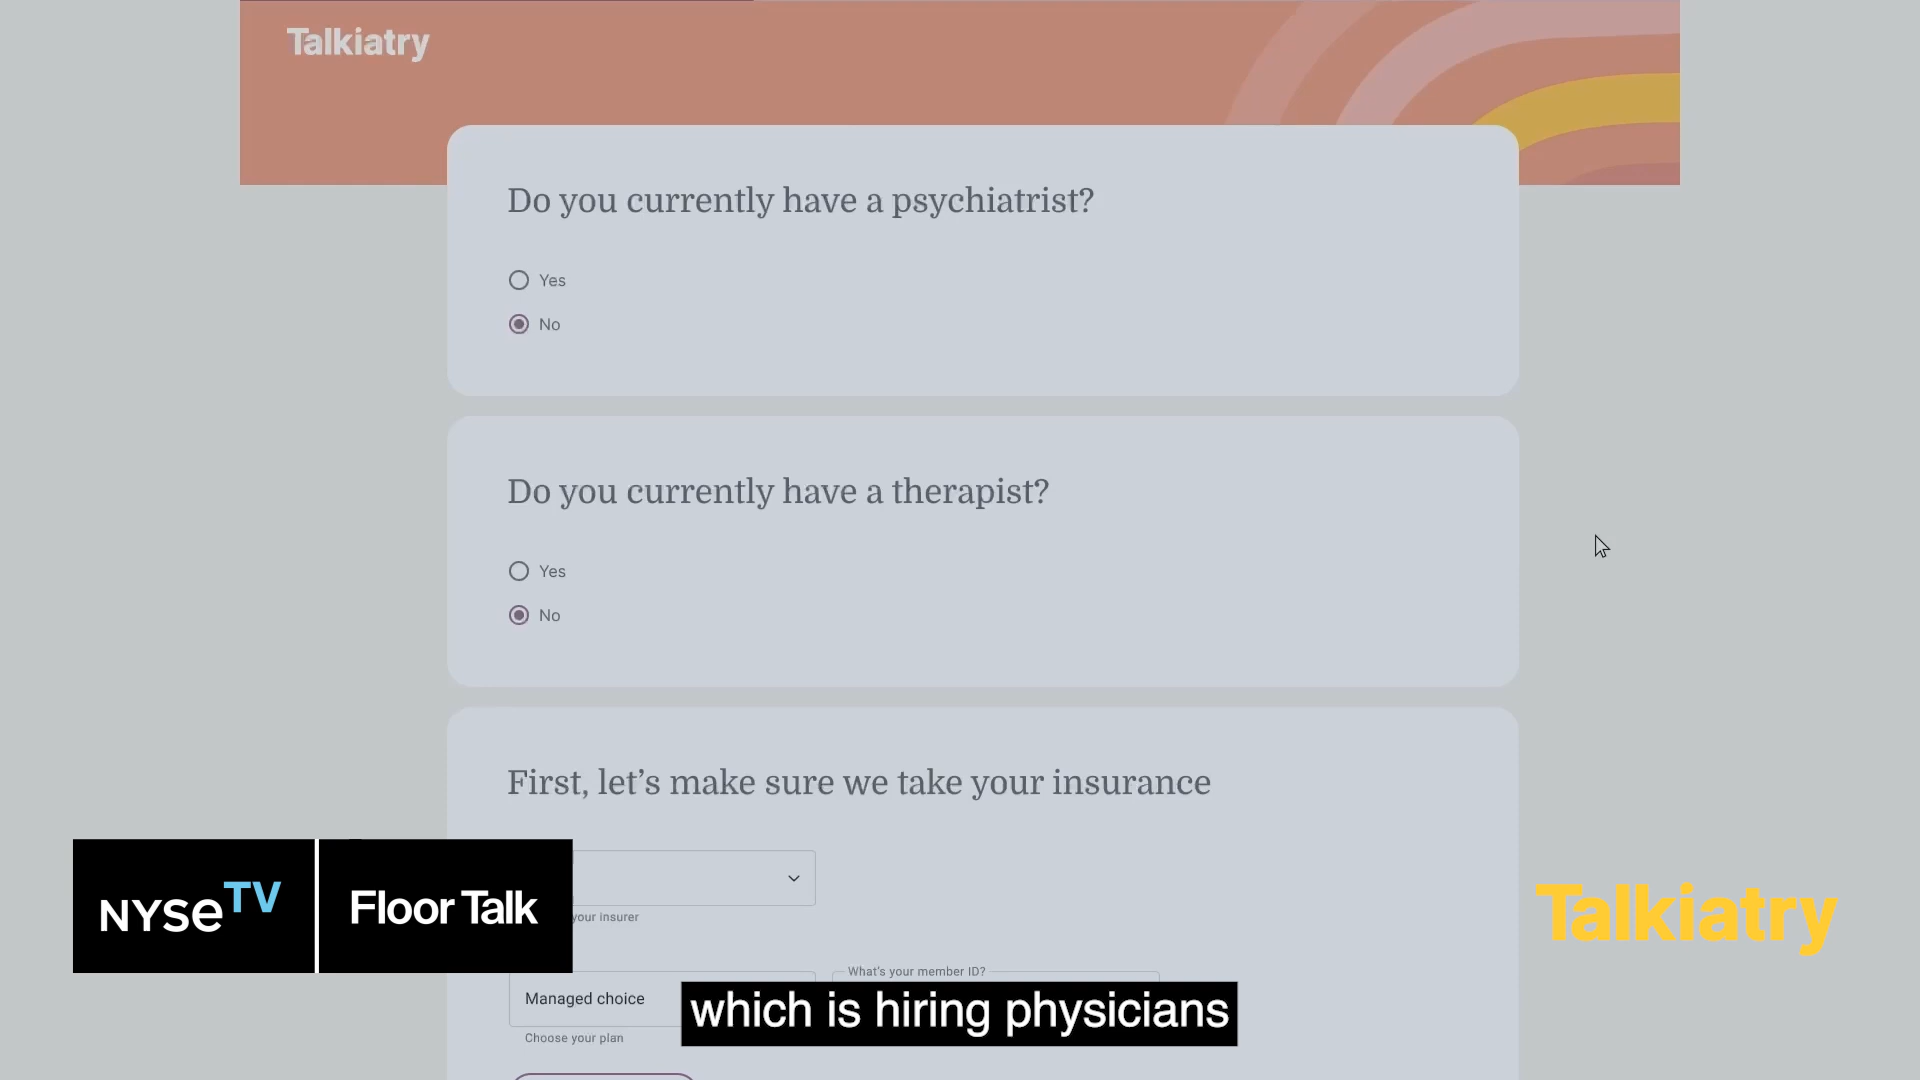 Talkiatry
Do you currently have a psychiatrist?
Yes
No
Do you currently have a therapist?
Yes
No
First, let's make sure we take your insurance
your insurer
What's your member ID?
Managed choice
Choose your plan
NYSE TV
Floor Talk
Talkiatry
which is hiring physicians